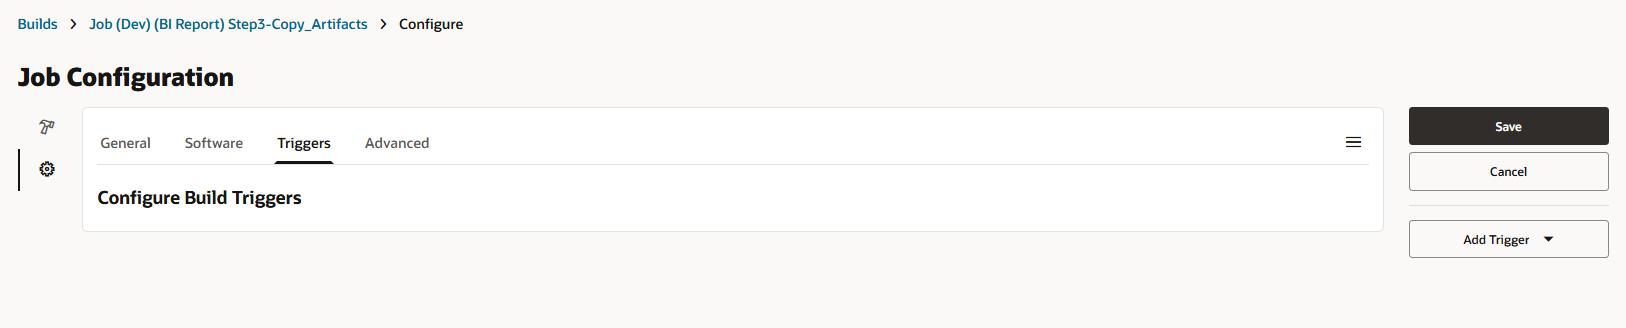 Builds > Job (Dev) (BI Report) Step3-Copy_Artifacts > Configure
Job Configuration
General Software Triggers Advanced
Configure Build Triggers
Save
Cancel
Add Trigger